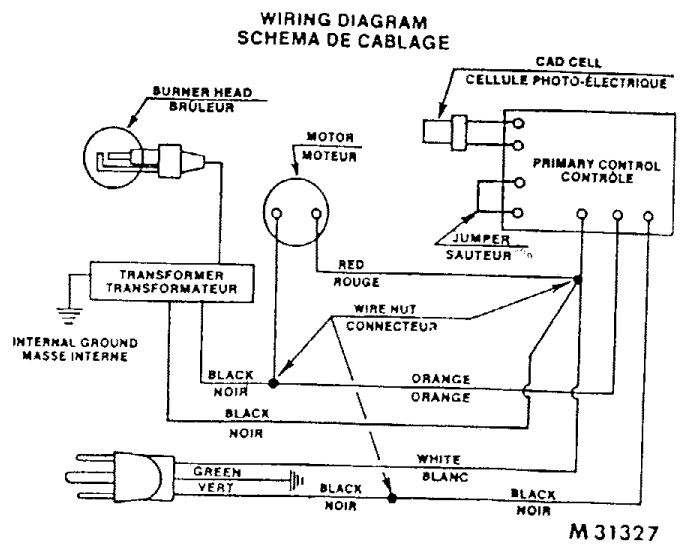 WIRING DIAGRAM
SCHEMA DE CABLAGE
CAD CELL
CELLULE PHOTO-ÉLECTRIQUE
BURNER HEAD
BRÛLEUR
MOTOR
MOTEUR
PRIMARY CONTROL
CONTRÔLE
JUMPER
SAUTEUR
TRANSFORMER
TRANSFORMATEUR
RED
ROUGE
WIRE NUT
CONNECTEUR
INTERNAL GROUND
MASSE INTERNE
BLACK
NOIR
ORANGE
ORANGE
BLACK
NOIR
WHITE
BLANC
GREEN
VERT
BLACK
NOIR
BLACK
NOIR
M 31327